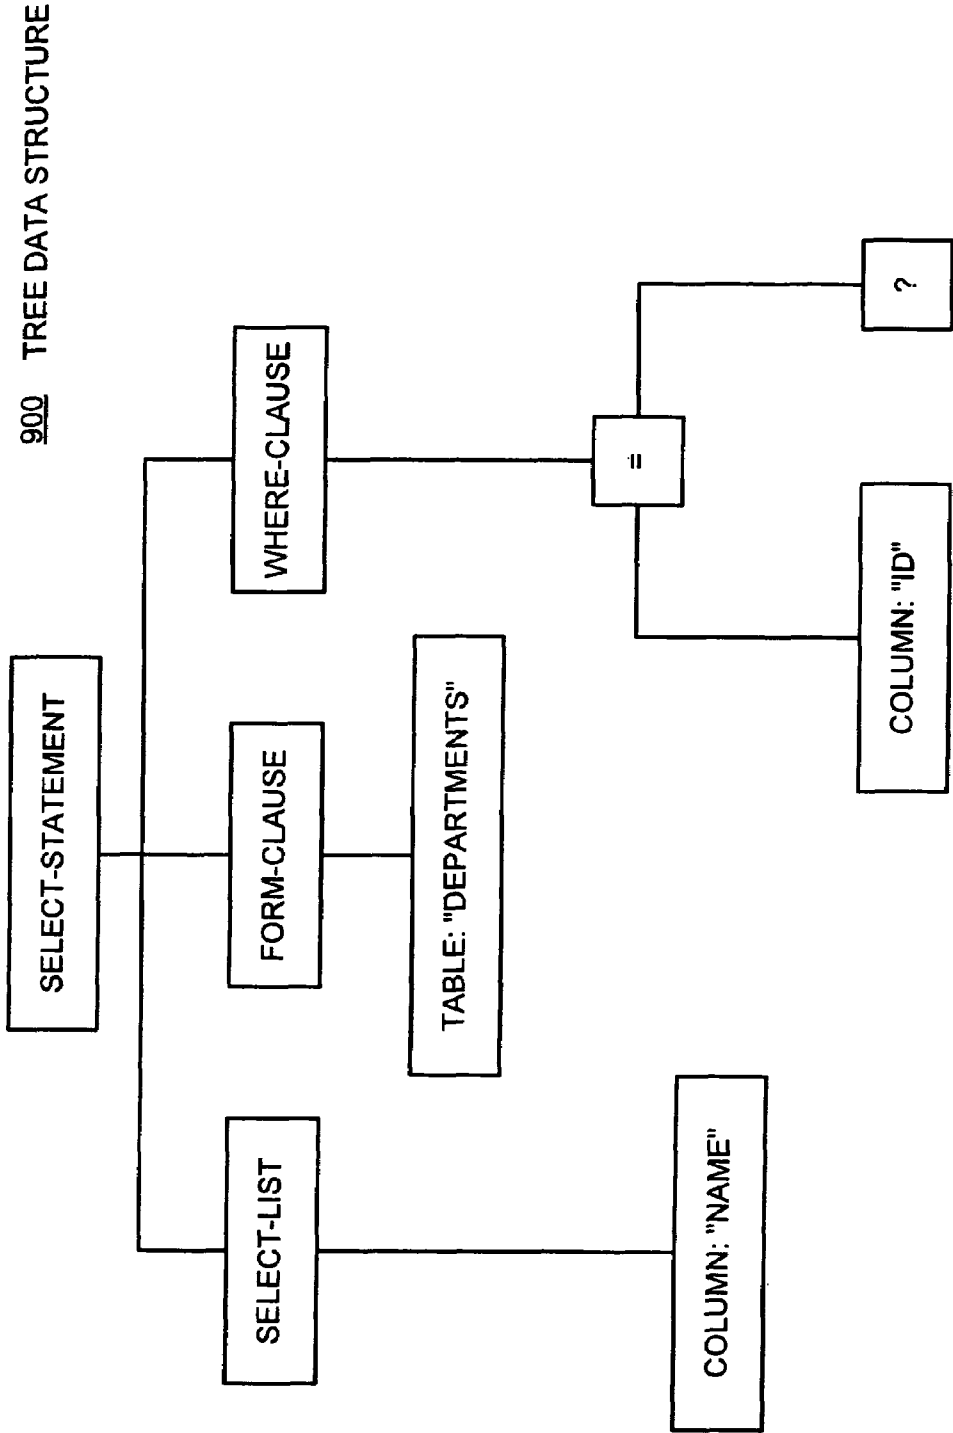 900 TREE DATA STRUCTURE
SELECT-STATEMENT
SELECT-LIST
FORM-CLAUSE
WHERE-CLAUSE
TABLE: "DEPARTMENTS"
=
COLUMN: "NAME"
COLUMN: "ID"
?